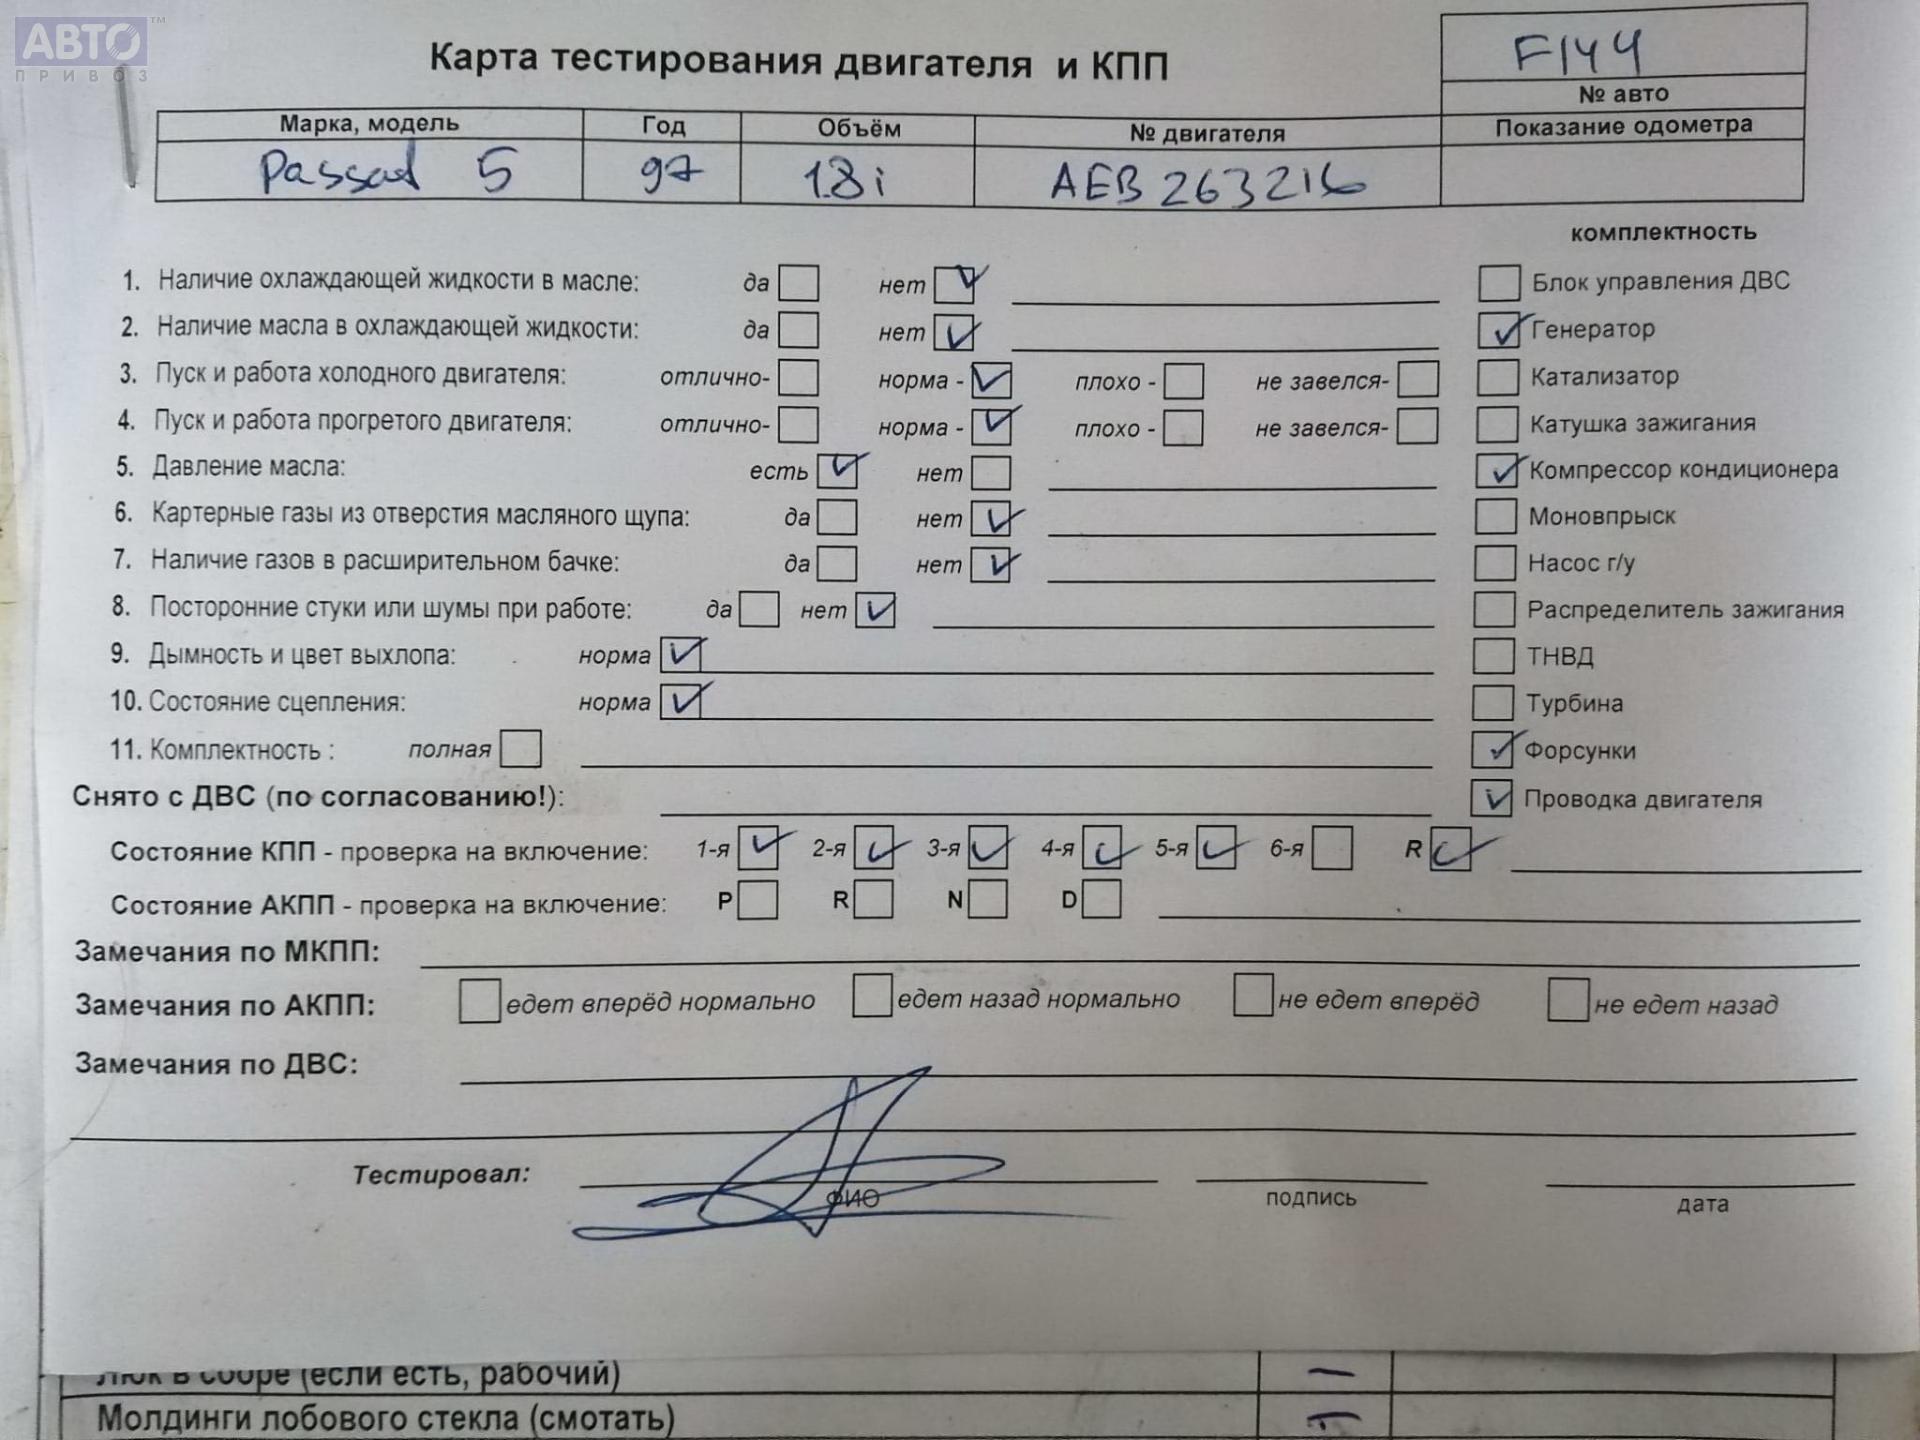 АВТО™
ПРИВОЗ
Карта тестирования двигателя и КПП
F144
№ авто
Марка, модель Год Объём № двигателя Показание одометра
Passad 5 97 1.8i AEB 263216
комплектность
1. Наличие охлаждающей жидкости в масле: да нет Блок управления ДВС
2. Наличие масла в охлаждающей жидкости: да нет Генератор
3. Пуск и работа холодного двигателя: отлично- норма - плохо - не завелся- Катализатор
4. Пуск и работа прогретого двигателя: отлично- норма - плохо - не завелся- Катушка зажигания
5. Давление масла: есть нет Компрессор кондиционера
6. Картерные газы из отверстия масляного щупа: да нет Моновпрыск
7. Наличие газов в расширительном бачке: да нет Насос г/у
8. Посторонние стуки или шумы при работе: да нет Распределитель зажигания
9. Дымность и цвет выхлопа: норма ТНВД
10. Состояние сцепления: норма Турбина
11. Комплектность : полная Форсунки
Снято с ДВС (по согласованию!): Проводка двигателя
Состояние КПП - проверка на включение: 1-я 2-я 3-я 4-я 5-я 6-я R
Состояние АКПП - проверка на включение: P R N D
Замечания по МКПП:
Замечания по АКПП: едет вперёд нормально едет назад нормально не едет вперёд не едет назад
Замечания по ДВС:
Тестировал:
ФИО подпись дата
Люк в сборе (если есть, рабочий)
Молдинги лобового стекла (смотать)